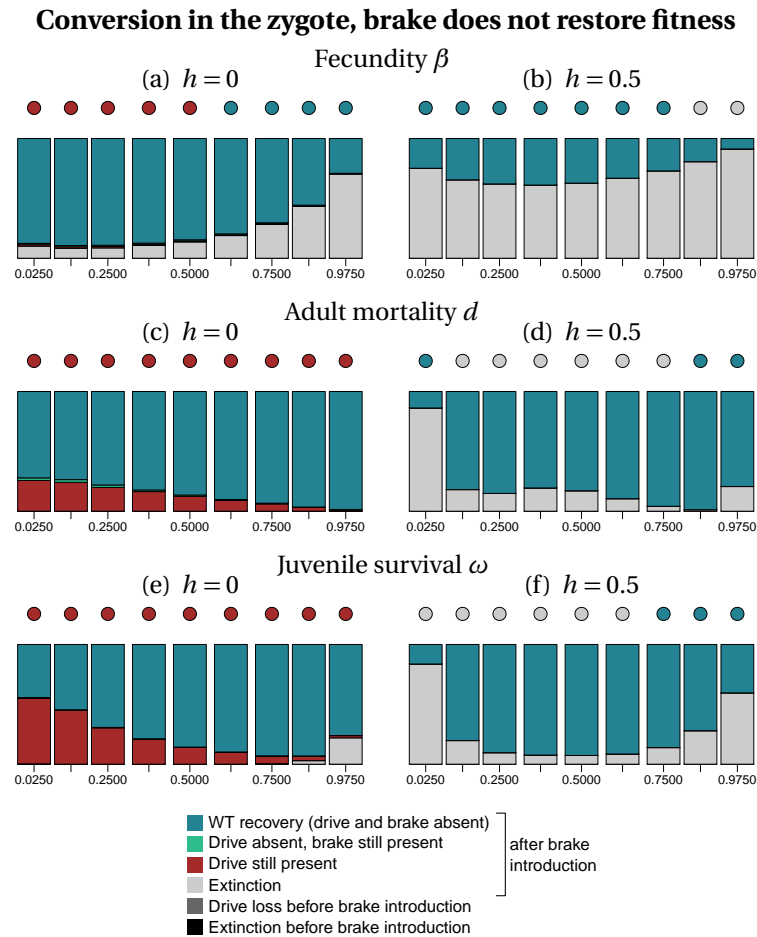 Conversion in the zygote, brake does not restore fitness
Fecundity β
(a) h = 0
(b) h = 0.5
0.0250 0.2500 0.5000 0.7500 0.9750
0.0250 0.2500 0.5000 0.7500 0.9750
Adult mortality d
(c) h = 0
(d) h = 0.5
0.0250 0.2500 0.5000 0.7500 0.9750
0.0250 0.2500 0.5000 0.7500 0.9750
Juvenile survival ω
(e) h = 0
(f) h = 0.5
0.0250 0.2500 0.5000 0.7500 0.9750
0.0250 0.2500 0.5000 0.7500 0.9750
WT recovery (drive and brake absent)
Drive absent, brake still present
Drive still present
Extinction
after brake
introduction
Drive loss before brake introduction
Extinction before brake introduction